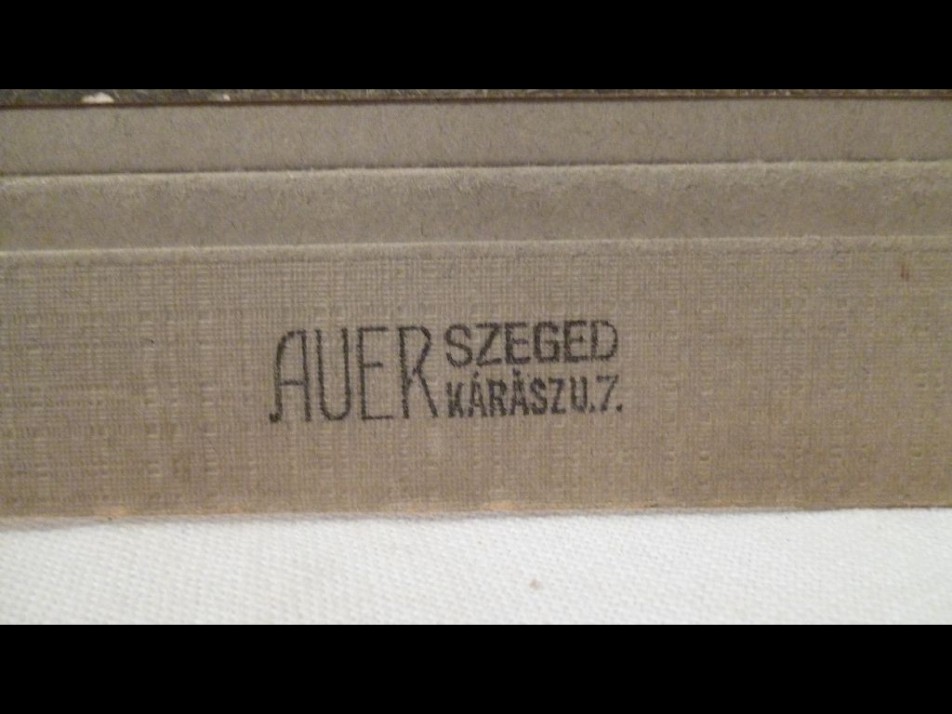 AUER SZEGED
KÁRÁSZ U. 7.